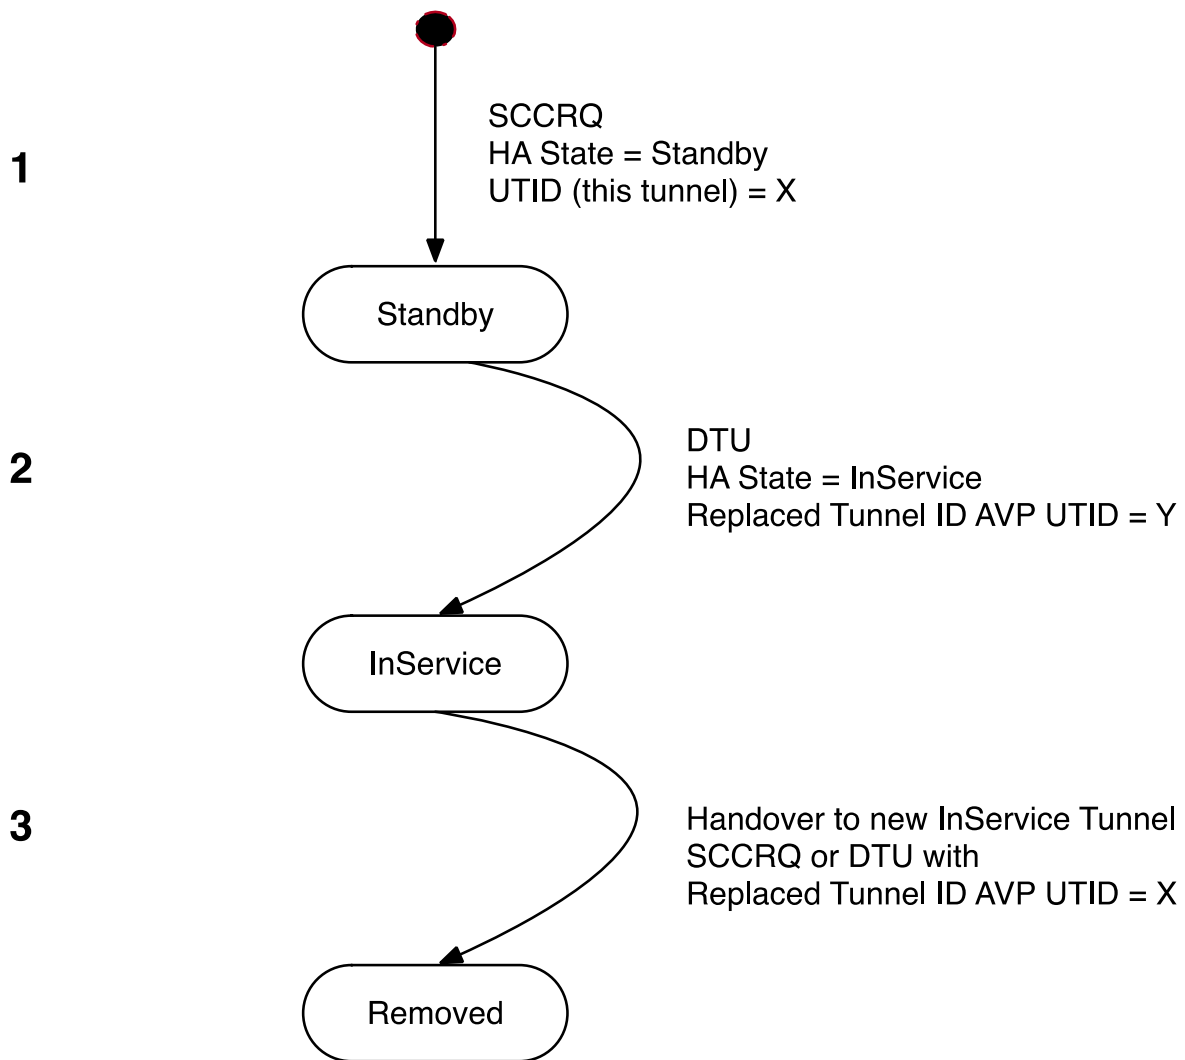 1
SCCRQ
HA State = Standby
UTID (this tunnel) = X
Standby
2
DTU
HA State = InService
Replaced Tunnel ID AVP UTID = Y
InService
3
Handover to new InService Tunnel
SCCRQ or DTU with
Replaced Tunnel ID AVP UTID = X
Removed